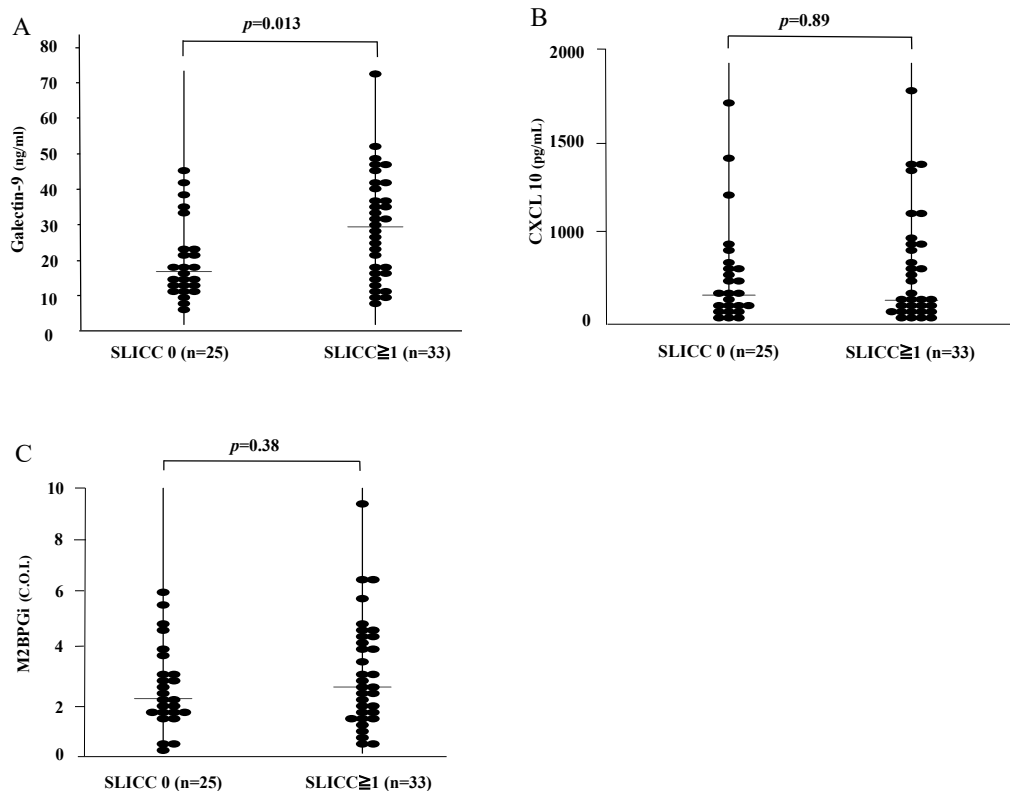 A
p=0.013
Galectin-9 (ng/ml)
80
70
60
50
40
30
20
10
0
SLICC 0 (n=25)
SLICC≧1 (n=33)
B
p=0.89
CXCL 10 (pg/mL)
2000
1500
1000
500
0
SLICC 0 (n=25)
SLICC≧1 (n=33)
C
p=0.38
M2BPGi (C.O.I.)
10
8
6
4
2
0
SLICC 0 (n=25)
SLICC≧1 (n=33)